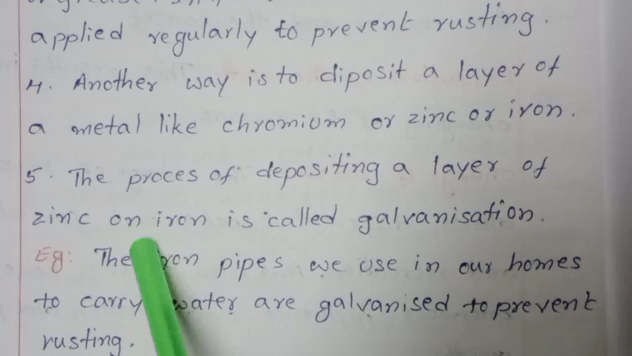 applied regularly to prevent rusting.
4. Another way is to diposit a layer of
a metal like chromium or zinc or iron.
5. The proces of depositing a layer of
zinc on iron is called galvanisation.
Eg: The iron pipes we use in our homes
to carry water are galvanised to prevent
rusting.